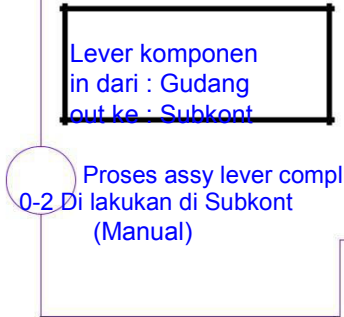 Lever komponen
in dari : Gudang
out ke : Subkont
Proses assy lever compl
0-2 Di lakukan di Subkont
(Manual)